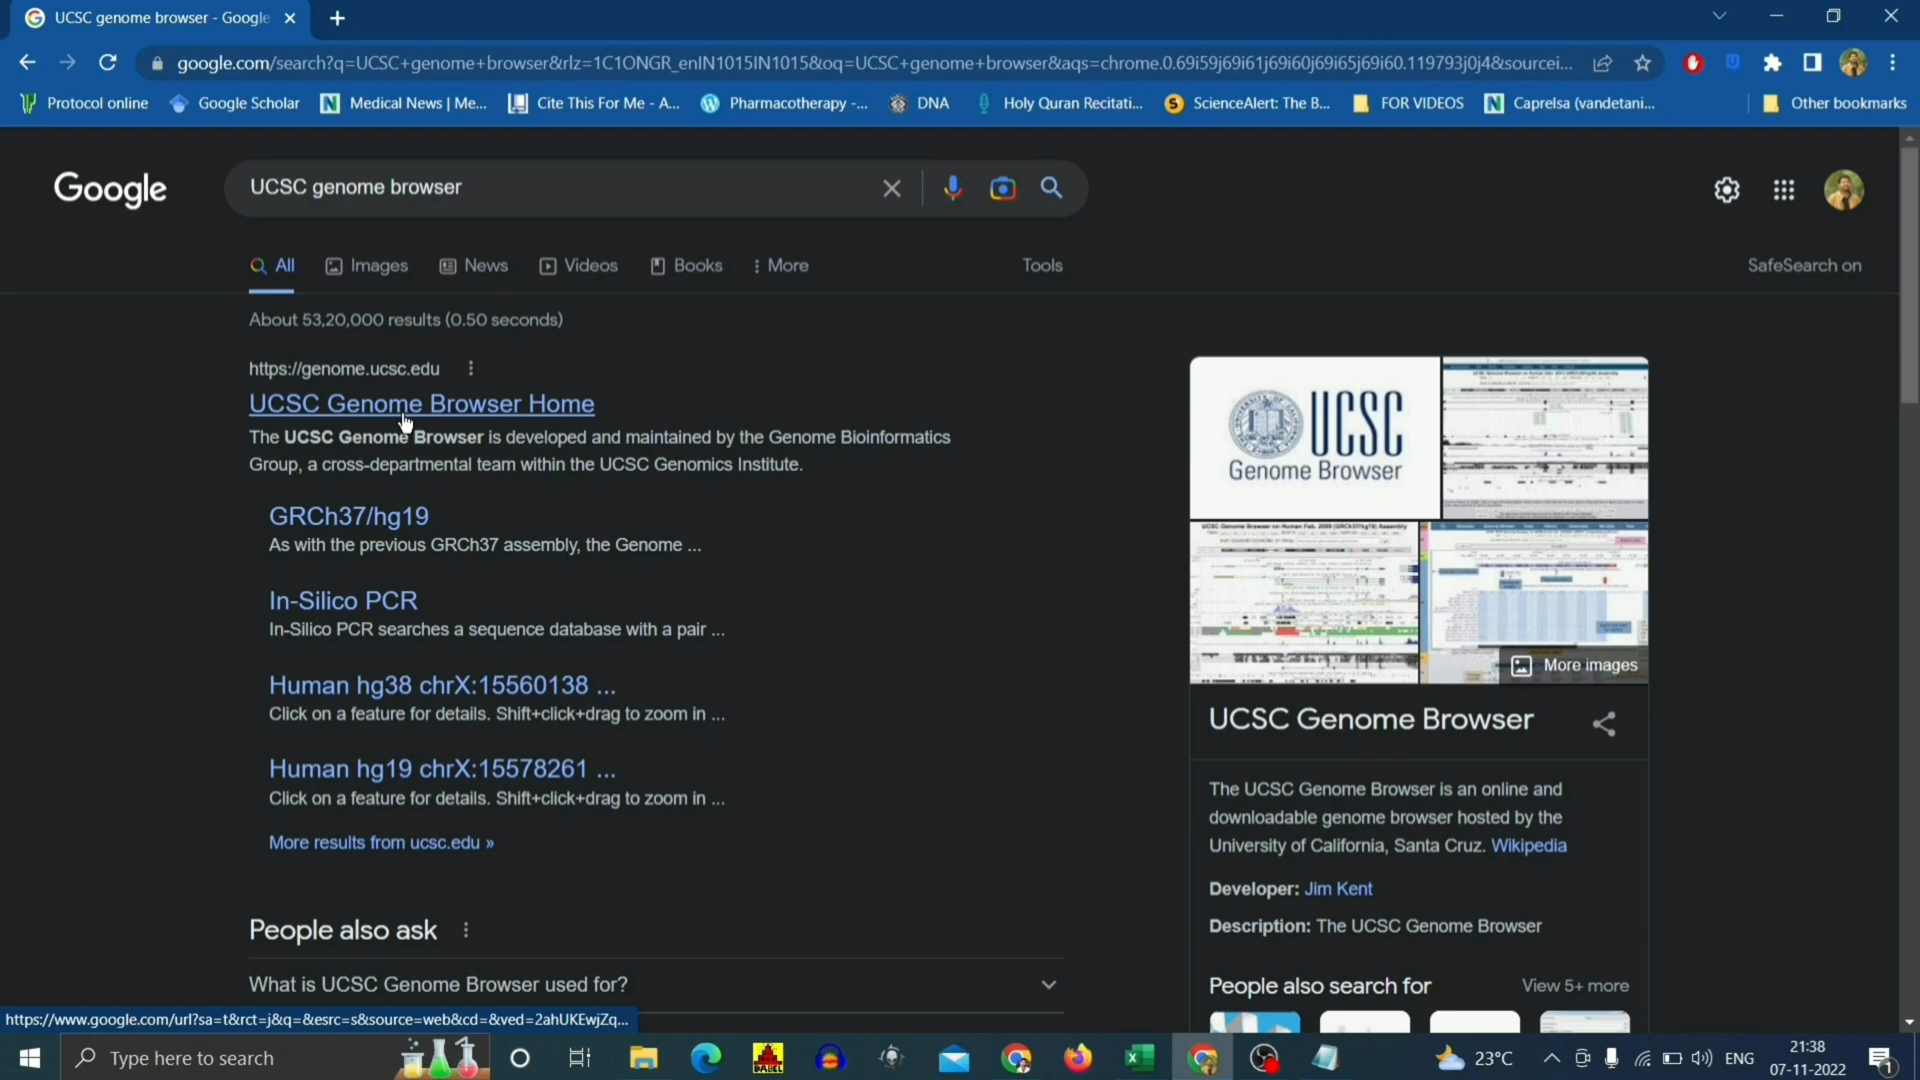 UCSC genome browser - Google
google.com/search?q=UCSC+genome+browser&rlz=1C1ONGR_enIN1015IN1015&oq=UCSC+genome+browser&aqs=chrome.0.69i59j69i61j69i60j69i65j69i60.119793j0j4&sourcei...
Protocol online
Google Scholar
Medical News | Me...
Cite This For Me - A...
Pharmacotherapy -...
DNA
Holy Quran Recitati...
ScienceAlert: The B...
FOR VIDEOS
Caprelsa (vandetani...
Other bookmarks
Google
UCSC genome browser
All
Images
News
Videos
Books
More
Tools
SafeSearch on
About 53,20,000 results (0.50 seconds)
https://genome.ucsc.edu
UCSC Genome Browser Home
The UCSC Genome Browser is developed and maintained by the Genome Bioinformatics
Group, a cross-departmental team within the UCSC Genomics Institute.
GRCh37/hg19
As with the previous GRCh37 assembly, the Genome ...
In-Silico PCR
In-Silico PCR searches a sequence database with a pair ...
Human hg38 chrX:15560138 ...
Click on a feature for details. Shift+click+drag to zoom in ...
Human hg19 chrX:15578261 ...
Click on a feature for details. Shift+click+drag to zoom in ...
More results from ucsc.edu »
People also ask
What is UCSC Genome Browser used for?
UCSC
Genome Browser
More images
UCSC Genome Browser
The UCSC Genome Browser is an online and
downloadable genome browser hosted by the
University of California, Santa Cruz. Wikipedia
Developer: Jim Kent
Description: The UCSC Genome Browser
People also search for
View 5+ more
https://www.google.com/url?sa=t&rct=j&q=&esrc=s&source=web&cd=&ved=2ahUKEwjZq...
Type here to search
BABEL
23°C
ENG
21:38
07-11-2022
1